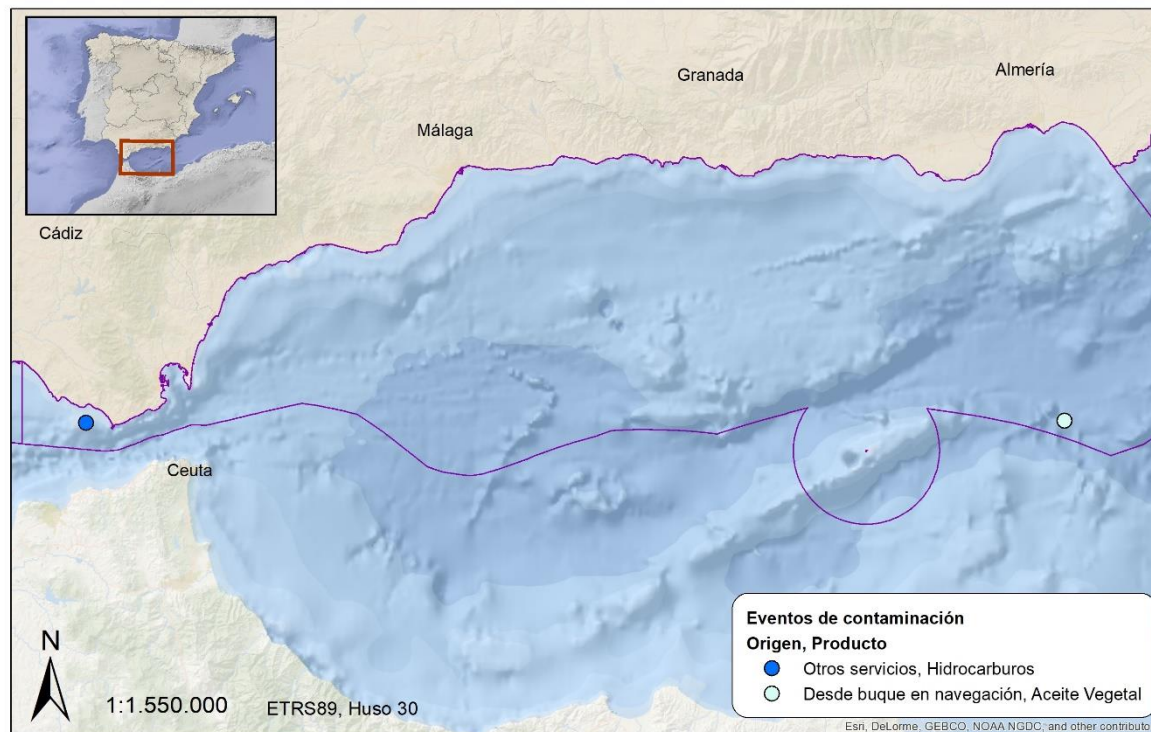 Granada
Almería
Málaga
Cádiz
Ceuta
Eventos de contaminación
Origen, Producto
Otros servicios, Hidrocarburos
Desde buque en navegación, Aceite Vegetal
N
1:1.550.000
ETRS89, Huso 30
Esri, DeLorme, GEBCO, NOAA NGDC, and other contributo